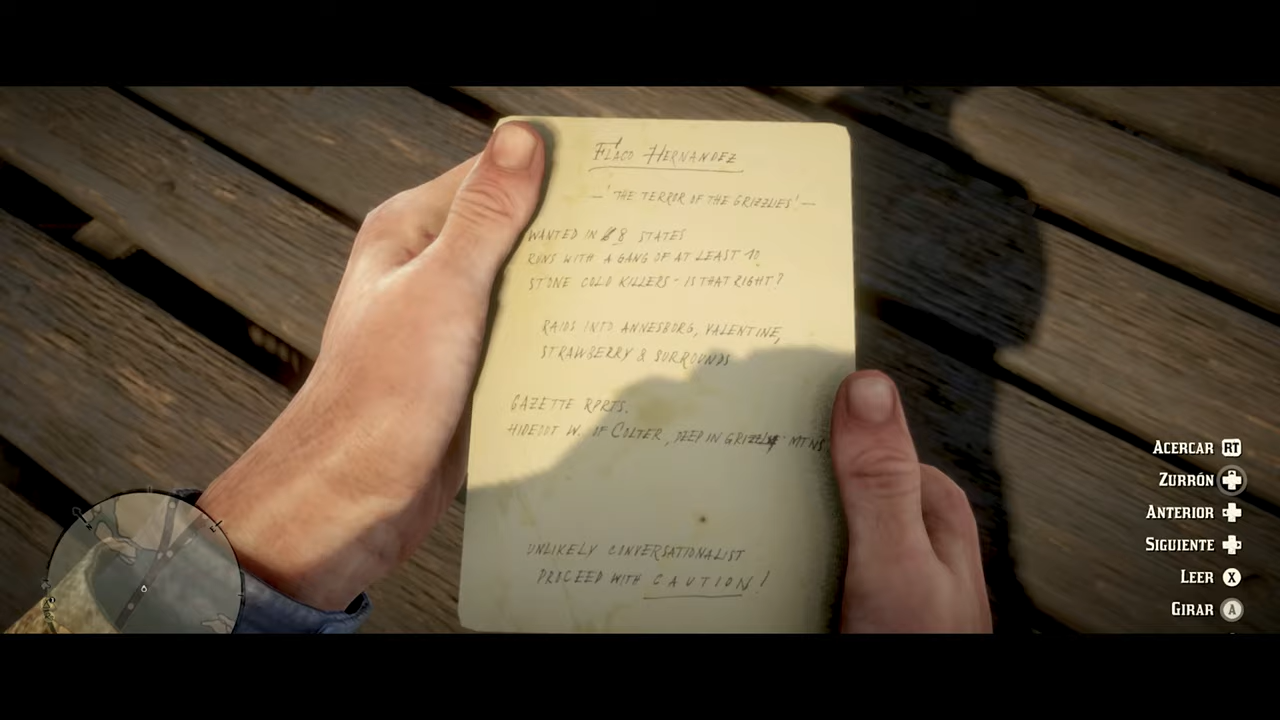 FLACO HERNANDEZ
— 'THE TERROR OF THE GRIZZLIES' —
WANTED IN 8 STATES
RUNS WITH A GANG OF AT LEAST 10
STONE COLD KILLERS - IS THAT RIGHT?
RAIDS INTO ANNESBURG, VALENTINE,
STRAWBERRY & SURROUNDS
GAZETTE RPRTS.
HIDEOUT W. OF COLTER, DEEP IN GRIZZLY MTNS
UNLIKELY CONVERSATIONALIST
PROCEED WITH CAUTION!
ACERCAR RT
ZURRÓN
ANTERIOR
SIGUIENTE
LEER X
GIRAR A